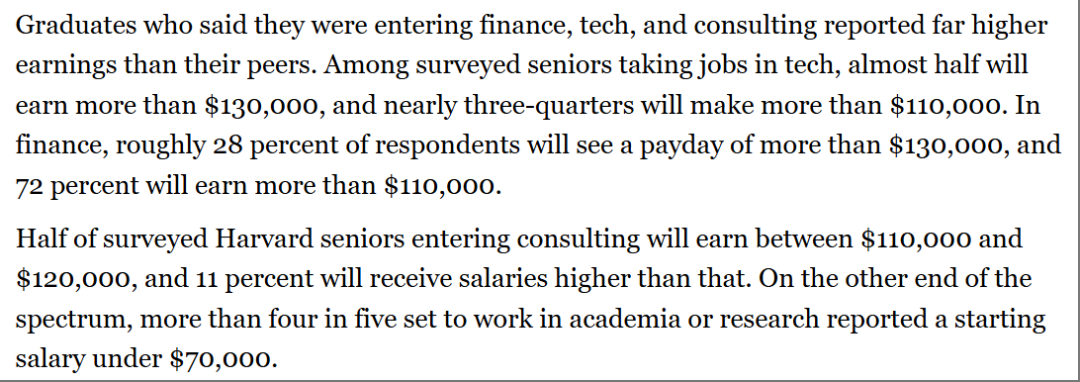 Graduates who said they were entering finance, tech, and consulting reported far higher
earnings than their peers. Among surveyed seniors taking jobs in tech, almost half will
earn more than $130,000, and nearly three-quarters will make more than $110,000. In
finance, roughly 28 percent of respondents will see a payday of more than $130,000, and
72 percent will earn more than $110,000.
Half of surveyed Harvard seniors entering consulting will earn between $110,000 and
$120,000, and 11 percent will receive salaries higher than that. On the other end of the
spectrum, more than four in five set to work in academia or research reported a starting
salary under $70,000.